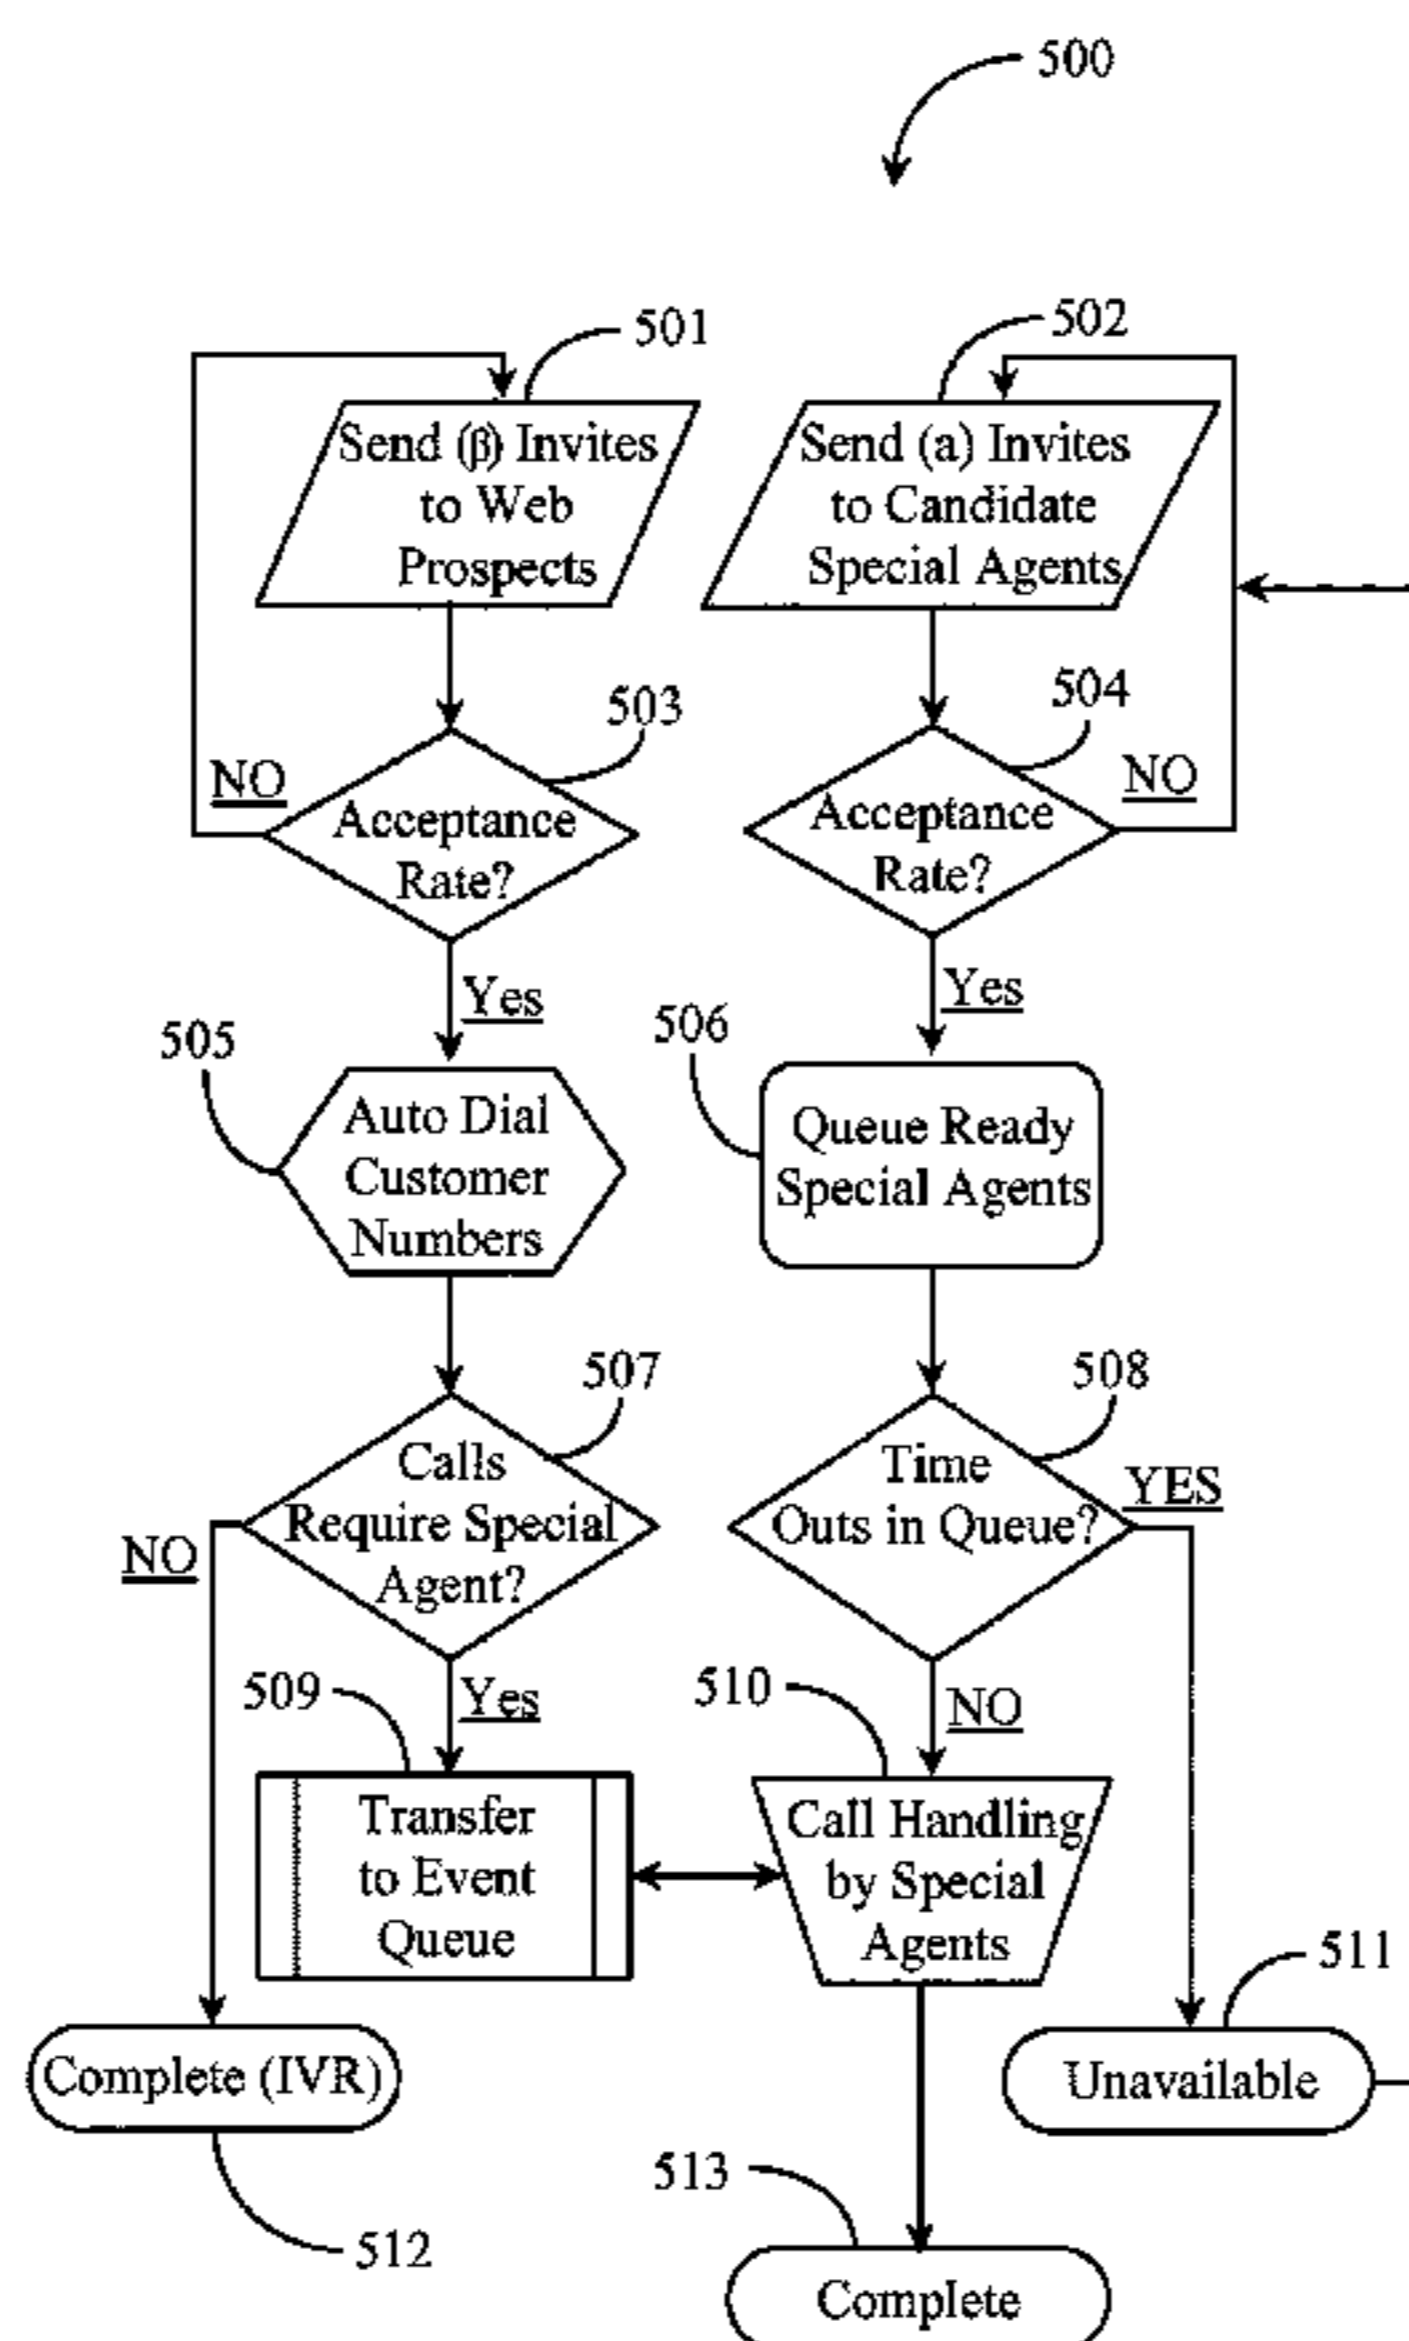 500
501
502
Send (β) Invites
to Web
Prospects
Send (a) Invites
to Candidate
Special Agents
503
504
NO
Acceptance
Rate?
NO
Acceptance
Rate?
Yes
Yes
505
506
Auto Dial
Customer
Numbers
Queue Ready
Special Agents
507
508
Calls
Require Special
Agent?
NO
Time
Outs in Queue?
YES
509
Yes
510
NO
Transfer
to Event
Queue
Call Handling
by Special
Agents
511
Complete (IVR)
Unavailable
512
513
Complete